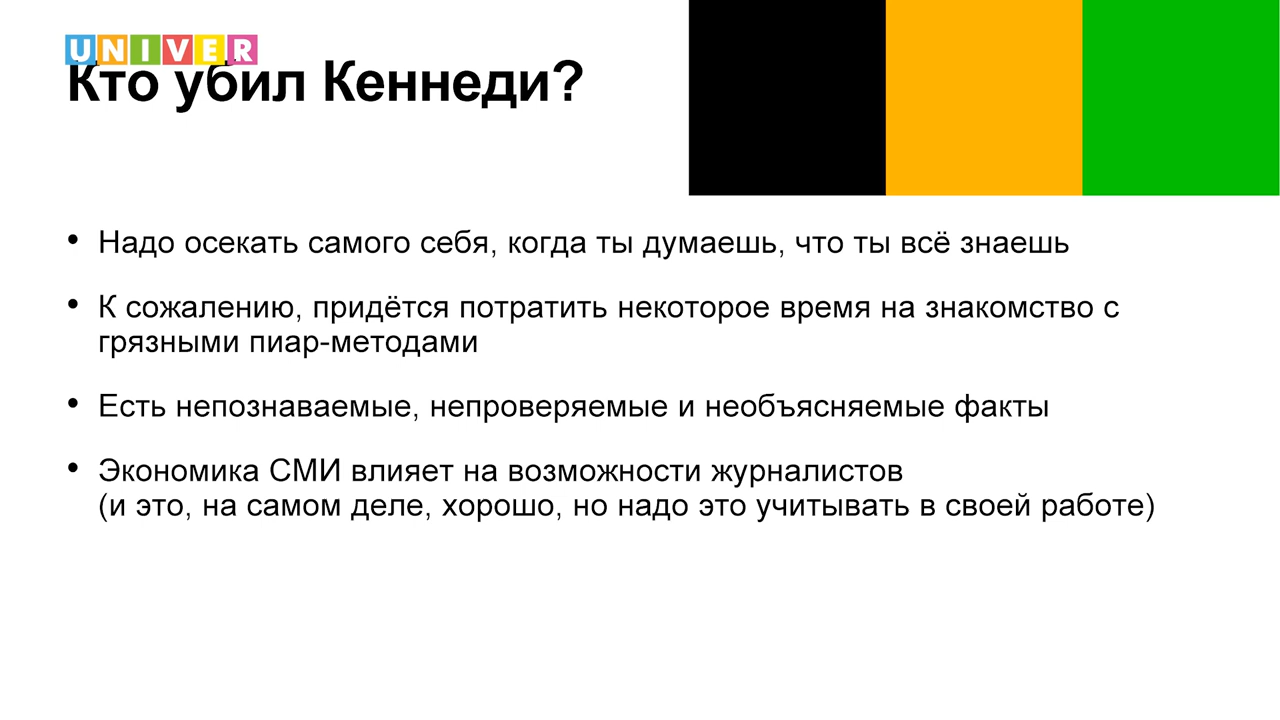 UNIVER
Кто убил Кеннеди?
• Надо осекать самого себя, когда ты думаешь, что ты всё знаешь
• К сожалению, придётся потратить некоторое время на знакомство с
грязными пиар-методами
• Есть непознаваемые, непроверяемые и необъясняемые факты
• Экономика СМИ влияет на возможности журналистов
(и это, на самом деле, хорошо, но надо это учитывать в своей работе)